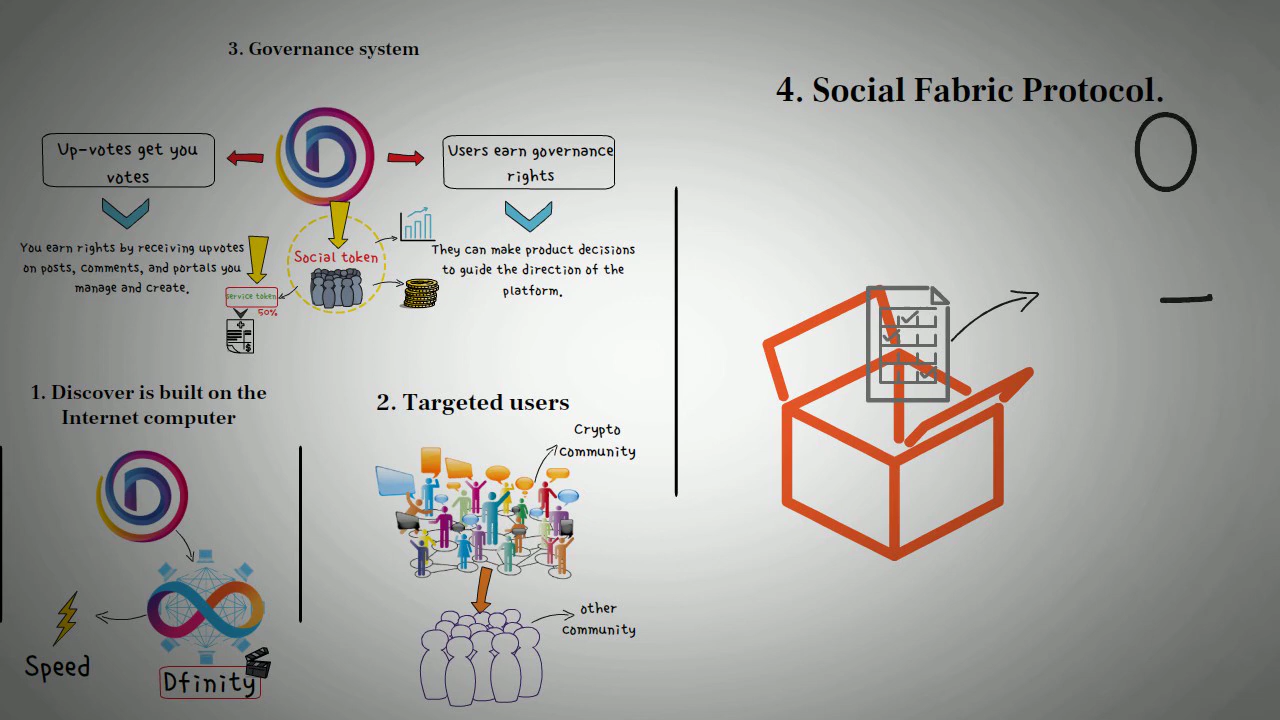 3. Governance system
Up-votes get you
votes
Users earn governance
rights
You earn rights by receiving upvotes
on posts, comments, and portals you
manage and create.
Social token
They can make product decisions
to guide the direction of the
platform.
Service token
50%
1. Discover is built on the
Internet computer
Speed
Dfinity
2. Targeted users
Crypto
community
other
community
4. Social Fabric Protocol.